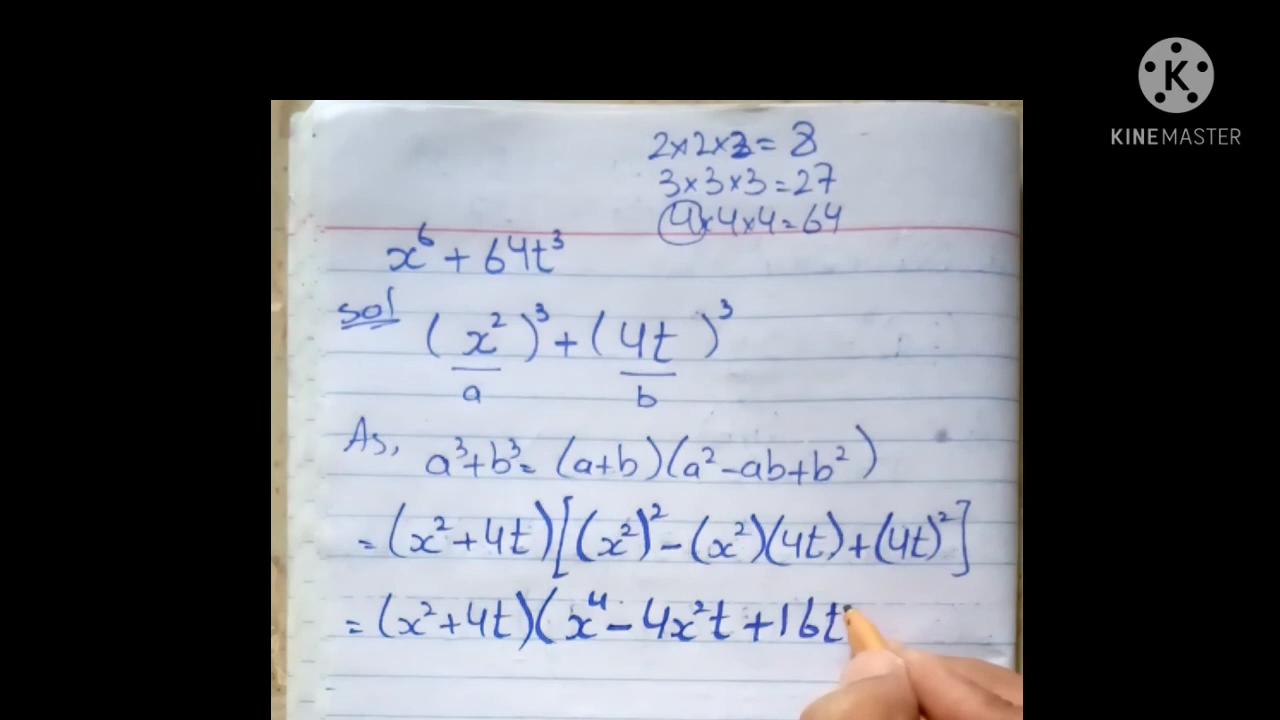 2×2×2=8
3×3×3=27
4×4×4=64
x⁶+64t³
sol
(x²)³+(4t)³
a b
As,
a³+b³=(a+b)(a²-ab+b²)
=(x²+4t)[(x²)²-(x²)(4t)+(4t)²]
=(x²+4t)(x⁴-4x²t+16t
KINEMASTER